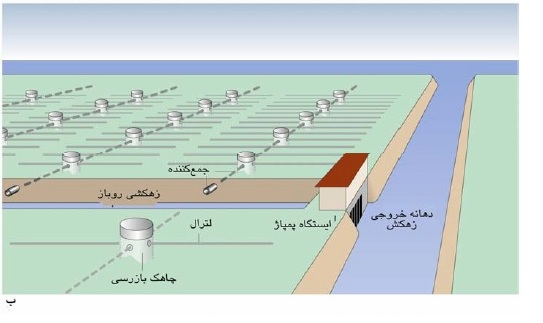 جمع‌کننده
زهکشی روباز
دهانه خروجی
زهکش
ایستگاه پمپاژ
لترال
چاهک بازرسی
ب